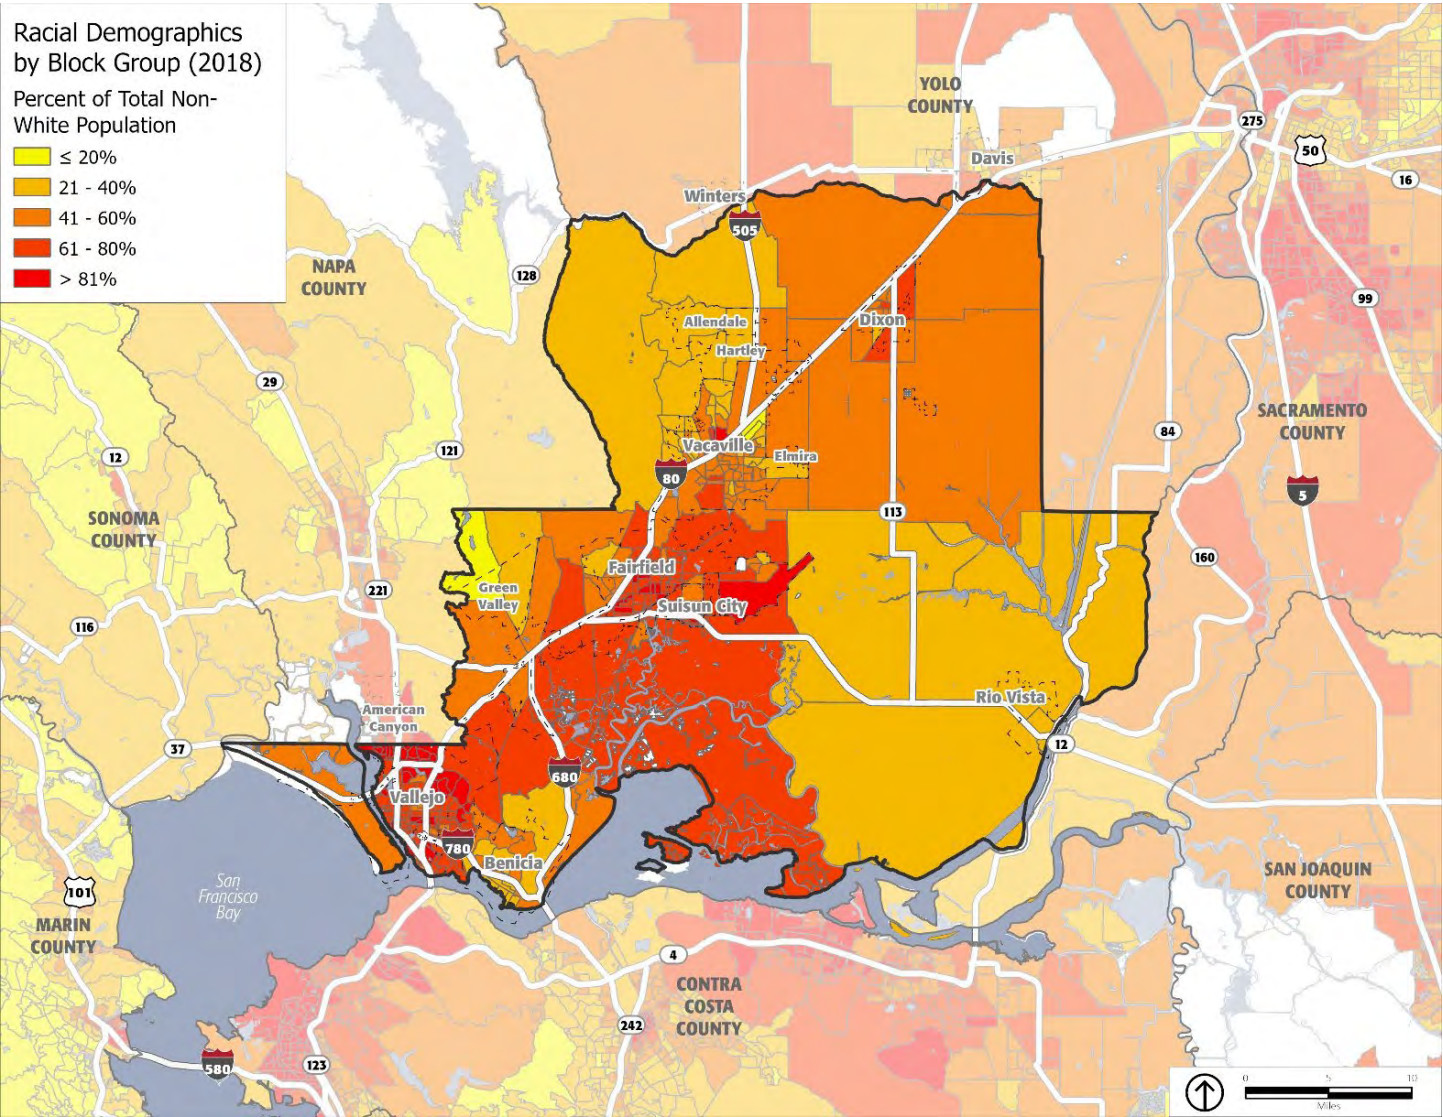 Racial Demographics
by Block Group (2018)
Percent of Total Non-
White Population
≤ 20%
21 - 40%
41 - 60%
61 - 80%
> 81%
YOLO
COUNTY
275
50
Davis
16
Winters
505
NAPA
COUNTY
128
99
Allendale
Dixon
Hartley
29
SACRAMENTO
COUNTY
84
Vacaville
121
12
Elmira
80
5
113
SONOMA
COUNTY
160
Fairfield
Green
Valley
221
Suisun City
116
Rio Vista
American
Canyon
37
12
680
Vallejo
780
Benicia
San
Francisco
Bay
101
SAN JOAQUIN
COUNTY
MARIN
COUNTY
4
CONTRA
COSTA
COUNTY
242
580
123
0 5 10
Miles